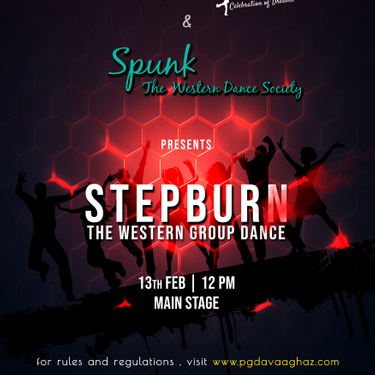 Celebration of Dreams
&
Spunk
The Western Dance Society
PRESENTS
STEPBURN
THE WESTERN GROUP DANCE
13TH FEB | 12 PM
MAIN STAGE
for rules and regulations , visit www.pgdavaaghaz.com